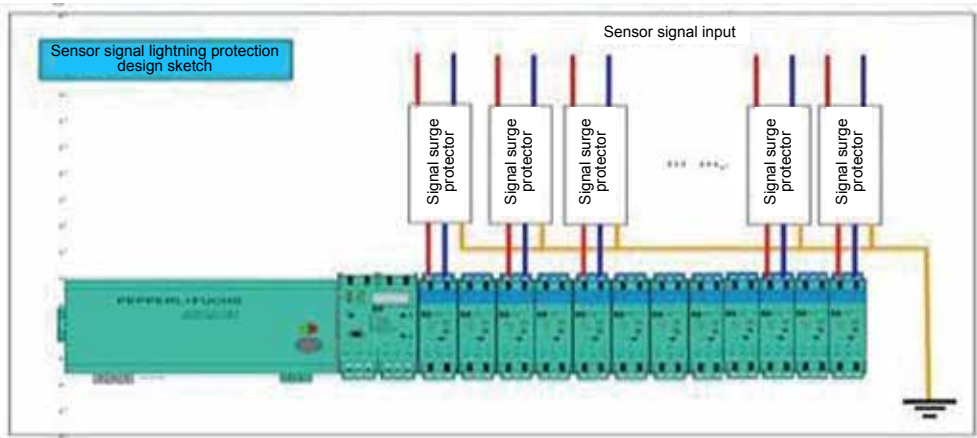 Sensor signal input
Sensor signal lightning protection
design sketch
Signal surge
protector
Signal surge
protector
Signal surge
protector
Signal surge
protector
Signal surge
protector
PEPPERL+FUCHS